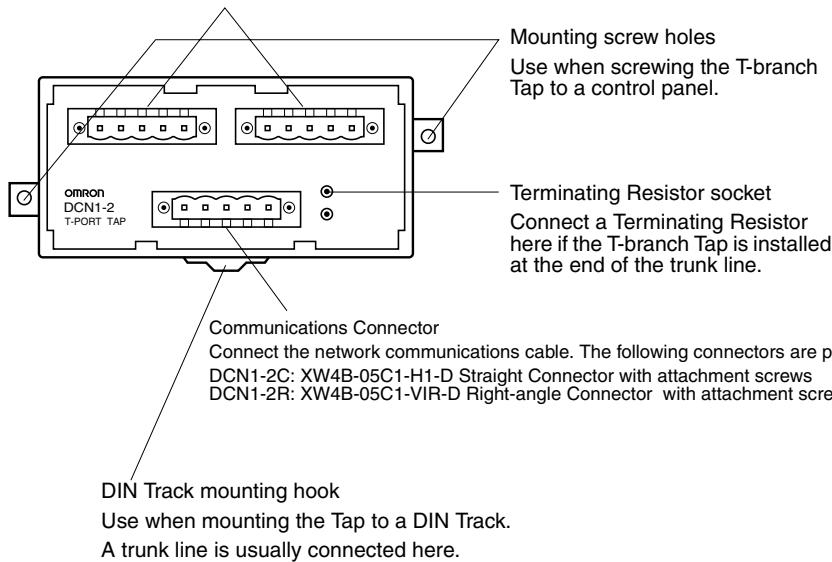 Mounting screw holes
Use when screwing the T-branch
Tap to a control panel.
OMRON
DCN1-2
T-PORT TAP
Terminating Resistor socket
Connect a Terminating Resistor
here if the T-branch Tap is installed
at the end of the trunk line.
Communications Connector
Connect the network communications cable. The following connectors are p
DCN1-2C: XW4B-05C1-H1-D Straight Connector with attachment screws
DCN1-2R: XW4B-05C1-VIR-D Right-angle Connector with attachment scre
DIN Track mounting hook
Use when mounting the Tap to a DIN Track.
A trunk line is usually connected here.